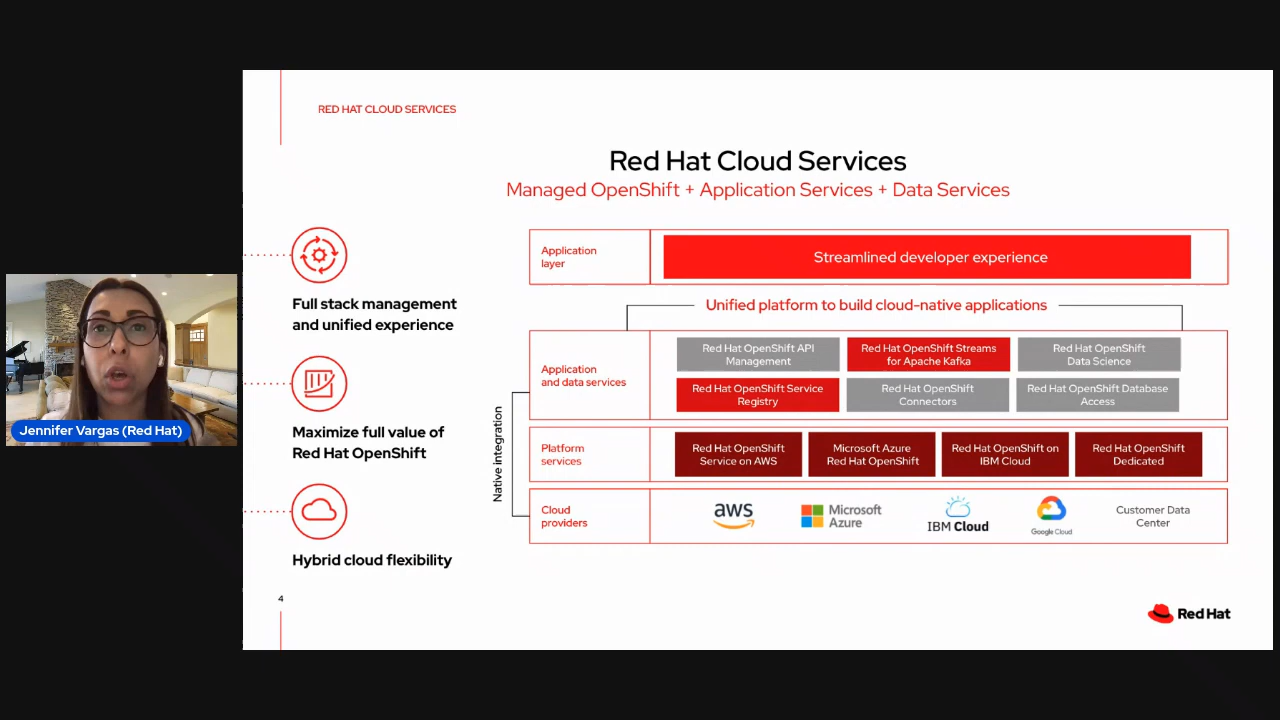 RED HAT CLOUD SERVICES
Red Hat Cloud Services
Managed OpenShift + Application Services + Data Services
Full stack management
and unified experience
Maximize full value of
Red Hat OpenShift
Hybrid cloud flexibility
Application
layer
Streamlined developer experience
Unified platform to build cloud-native applications
Native integration
Application
and data services
Red Hat OpenShift API
Management
Red Hat OpenShift Streams
for Apache Kafka
Red Hat OpenShift
Data Science
Red Hat OpenShift Service
Registry
Red Hat OpenShift
Connectors
Red Hat OpenShift Database
Access
Platform
services
Red Hat OpenShift
Service on AWS
Microsoft Azure
Red Hat OpenShift
Red Hat OpenShift on
IBM Cloud
Red Hat OpenShift
Dedicated
Cloud
providers
aws
Microsoft
Azure
IBM Cloud
Google Cloud
Customer Data
Center
4
Red Hat
Jennifer Vargas (Red Hat)